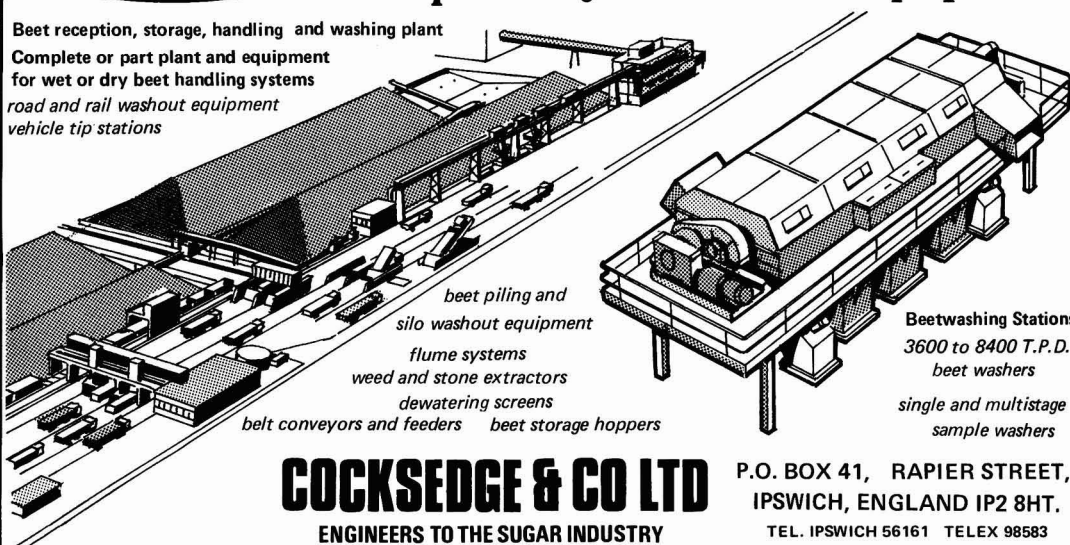 Beet reception, storage, handling and washing plant
Complete or part plant and equipment
for wet or dry beet handling systems
road and rail washout equipment
vehicle tip stations
beet piling and
silo washout equipment
flume systems
weed and stone extractors
dewatering screens
belt conveyors and feeders beet storage hoppers
Beetwashing Stations
3600 to 8400 T.P.D.
beet washers
single and multistage
sample washers
COCKSEDGE & CO LTD
ENGINEERS TO THE SUGAR INDUSTRY
P.O. BOX 41, RAPIER STREET,
IPSWICH, ENGLAND IP2 8HT.
TEL. IPSWICH 56161 TELEX 98583